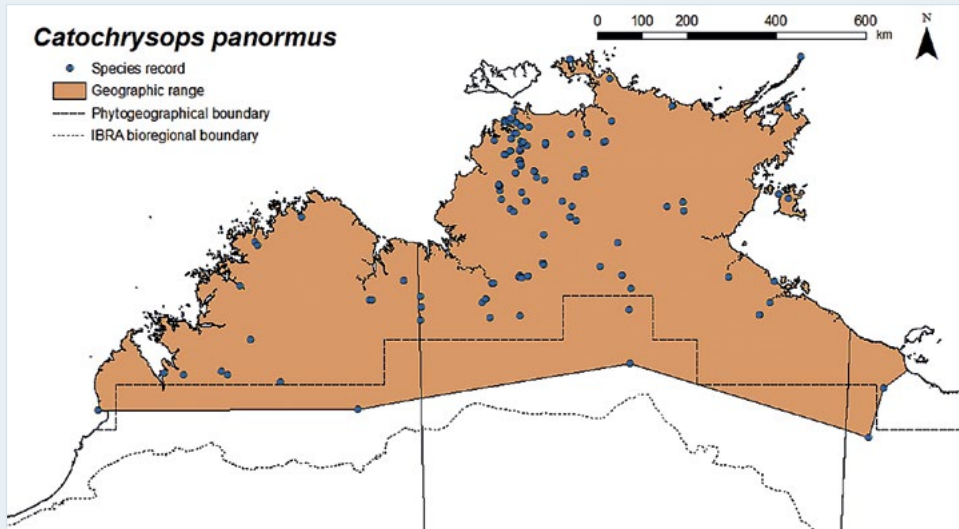 Catochrysops panormus
Species record
Geographic range
Phytogeographical boundary
IBRA bioregional boundary
0 100 200 400 600
km
N